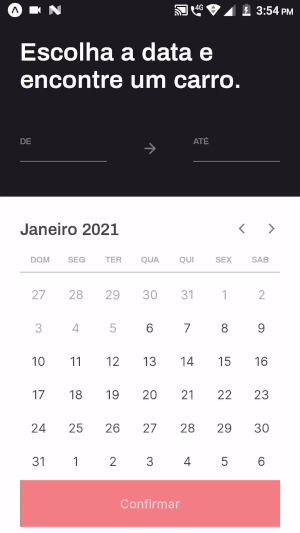 4G 3:54 PM
Escolha a data e
encontre um carro.
DE ATÉ
Janeiro 2021
DOM SEG TER QUA QUI SEX SAB
27 28 29 30 31 1 2
3 4 5 6 7 8 9
10 11 12 13 14 15 16
17 18 19 20 21 22 23
24 25 26 27 28 29 30
31 1 2 3 4 5 6
Confirmar